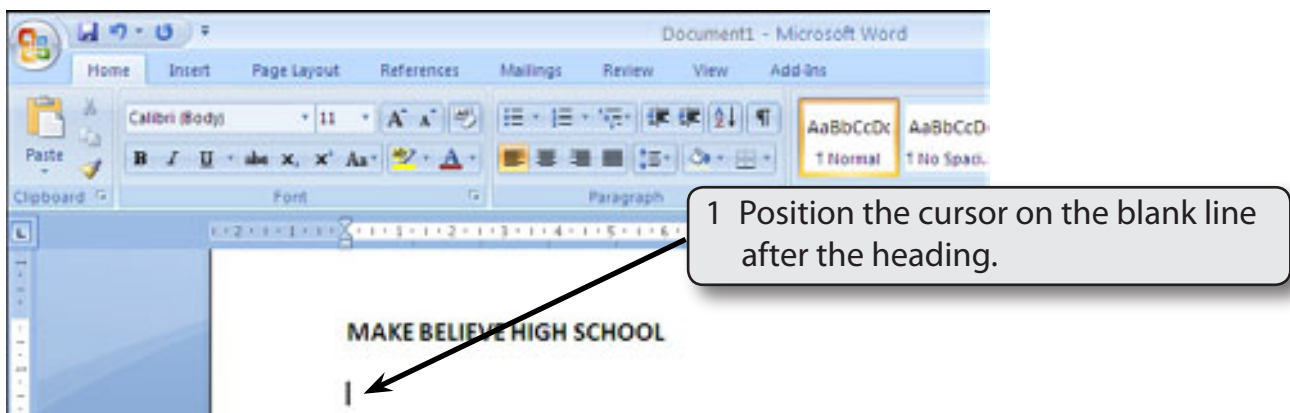 Document1 - Microsoft Word
Home Insert Page Layout References Mailings Review View Add-Ins
Calibri (Body) 11
Paste
B I U abc x, x' Aa A
AaBbCcDc AaBbCcD
¶ Normal ¶ No Spaci..
Clipboard Font Paragraph
1 Position the cursor on the blank line
after the heading.
MAKE BELIEVE HIGH SCHOOL